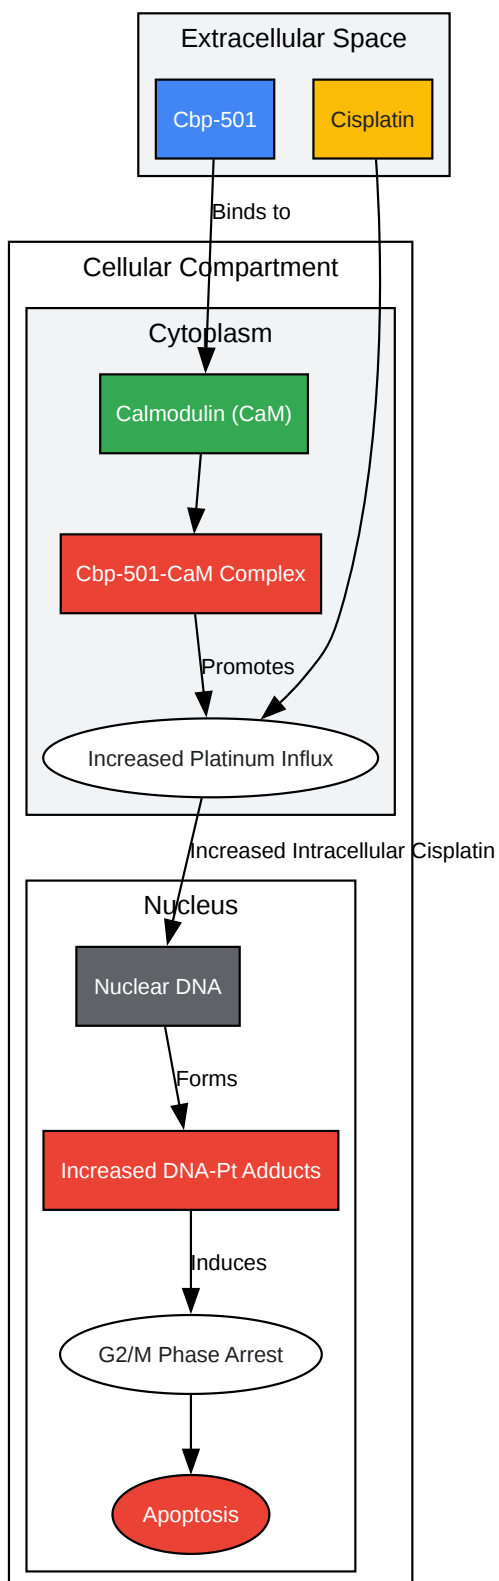 Extracellular Space
Cbp-501
Cisplatin
Binds to
Cellular Compartment
Cytoplasm
Calmodulin (CaM)
Cbp-501-CaM Complex
Promotes
Increased Platinum Influx
Increased Intracellular Cisplatin
Nucleus
Nuclear DNA
Forms
Increased DNA-Pt Adducts
Induces
G2/M Phase Arrest
Apoptosis